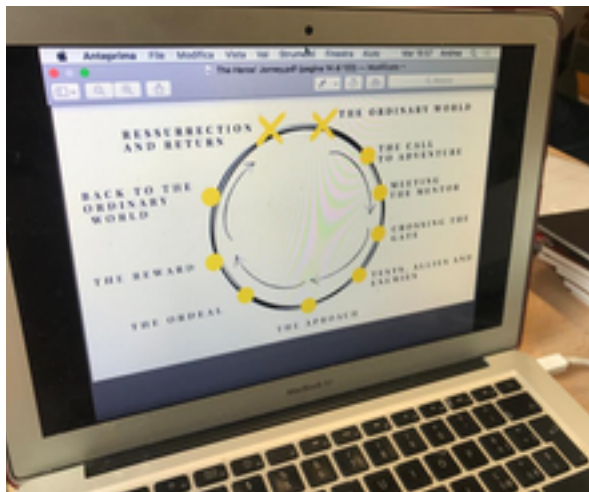 Anteprima File Modifica Vista Vai Strumenti Finestra Aiuto
THE ORDINARY WORLD
THE CALL
TO ADVENTURE
MEETING
THE MENTOR
CROSSING THE
GATE
TESTS, ALLIES AND
ENEMIES
THE APROACH
THE ORDEAL
THE REWARD
BACK TO THE
ORDINARY
WORLD
RESSURRECTION
AND RETURN
MacBook Air